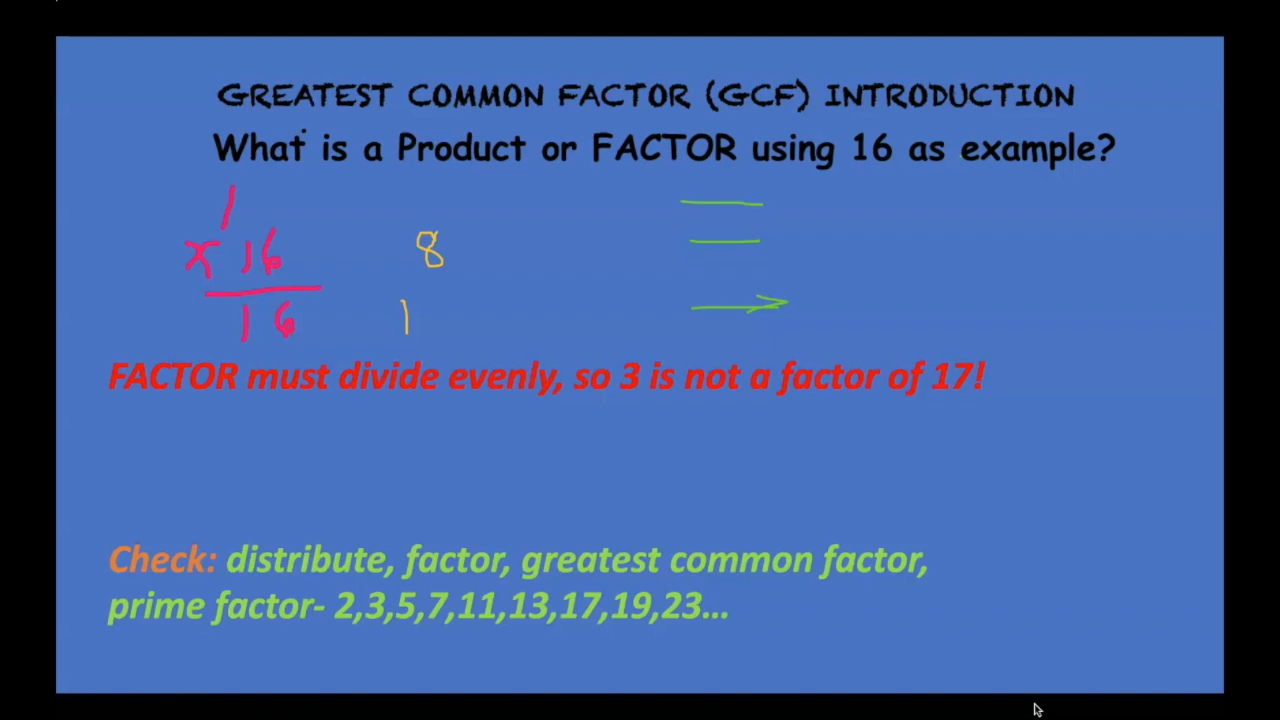 GREATEST COMMON FACTOR (GCF) INTRODUCTION
What is a Product or FACTOR using 16 as example?
1
x 16
8
16
1
FACTOR must divide evenly, so 3 is not a factor of 17!
Check: distribute, factor, greatest common factor,
prime factor- 2,3,5,7,11,13,17,19,23...